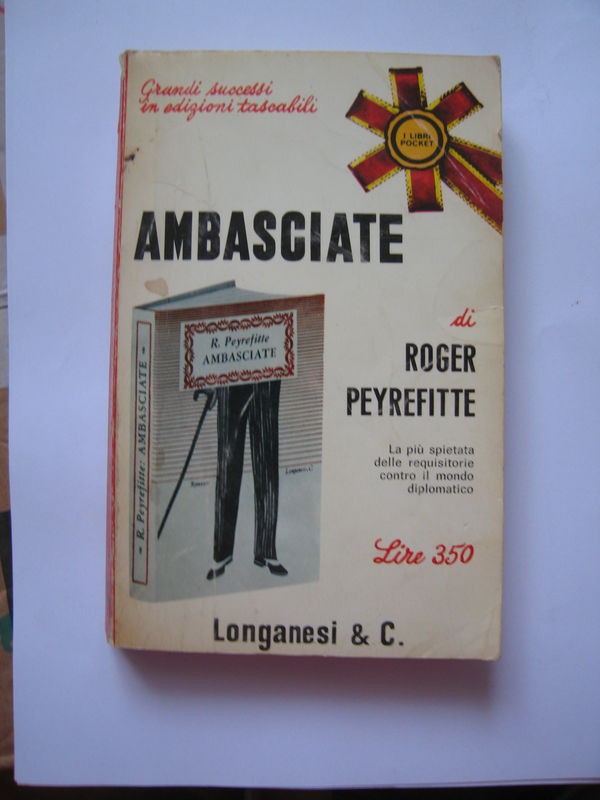 Grandi successi
in edizioni tascabili
I LIBRI
POCKET
AMBASCIATE
di
ROGER
PEYREFITTE
La più spietata
delle requisitorie
contro il mondo
diplomatico
Lire 350
R. Peyrefitte
AMBASCIATE
R. Peyrefitte: AMBASCIATE
Longanesi & C.